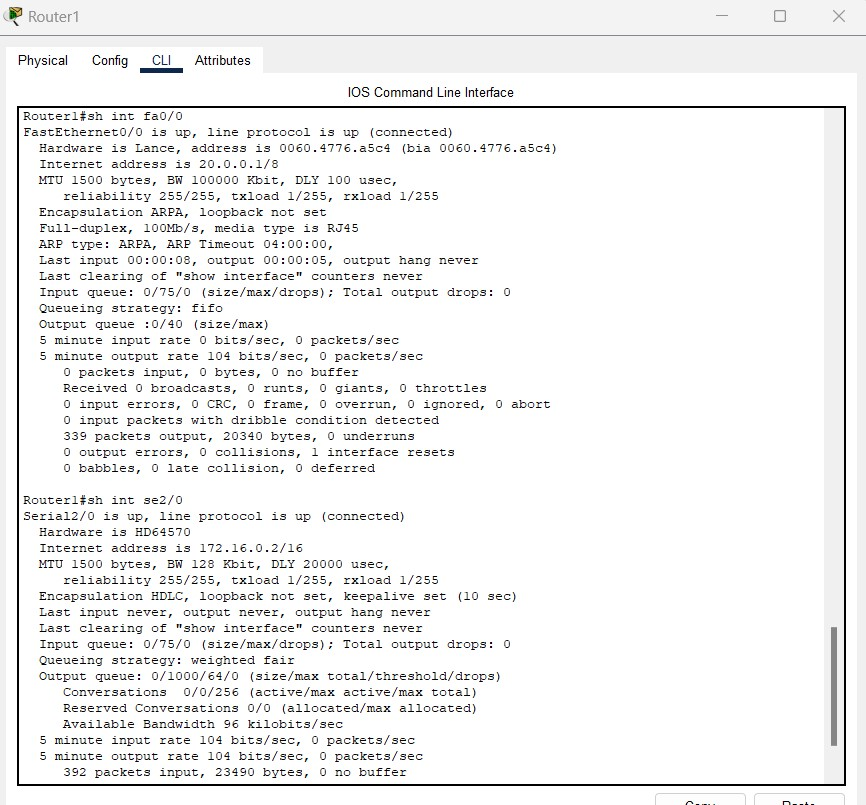 Router1
Physical Config CLI Attributes
IOS Command Line Interface
Router1#sh int fa0/0
FastEthernet0/0 is up, line protocol is up (connected)
Hardware is Lance, address is 0060.4776.a5c4 (bia 0060.4776.a5c4)
Internet address is 20.0.0.1/8
MTU 1500 bytes, BW 100000 Kbit, DLY 100 usec,
reliability 255/255, txload 1/255, rxload 1/255
Encapsulation ARPA, loopback not set
Full-duplex, 100Mb/s, media type is RJ45
ARP type: ARPA, ARP Timeout 04:00:00,
Last input 00:00:08, output 00:00:05, output hang never
Last clearing of "show interface" counters never
Input queue: 0/75/0 (size/max/drops); Total output drops: 0
Queueing strategy: fifo
Output queue :0/40 (size/max)
5 minute input rate 0 bits/sec, 0 packets/sec
5 minute output rate 104 bits/sec, 0 packets/sec
0 packets input, 0 bytes, 0 no buffer
Received 0 broadcasts, 0 runts, 0 giants, 0 throttles
0 input errors, 0 CRC, 0 frame, 0 overrun, 0 ignored, 0 abort
0 input packets with dribble condition detected
339 packets output, 20340 bytes, 0 underruns
0 output errors, 0 collisions, 1 interface resets
0 babbles, 0 late collision, 0 deferred
Router1#sh int se2/0
Serial2/0 is up, line protocol is up (connected)
Hardware is HD64570
Internet address is 172.16.0.2/16
MTU 1500 bytes, BW 128 Kbit, DLY 20000 usec,
reliability 255/255, txload 1/255, rxload 1/255
Encapsulation HDLC, loopback not set, keepalive set (10 sec)
Last input never, output never, output hang never
Last clearing of "show interface" counters never
Input queue: 0/75/0 (size/max/drops); Total output drops: 0
Queueing strategy: weighted fair
Output queue: 0/1000/64/0 (size/max total/threshold/drops)
Conversations 0/0/256 (active/max active/max total)
Reserved Conversations 0/0 (allocated/max allocated)
Available Bandwidth 96 kilobits/sec
5 minute input rate 104 bits/sec, 0 packets/sec
5 minute output rate 104 bits/sec, 0 packets/sec
392 packets input, 23490 bytes, 0 no buffer